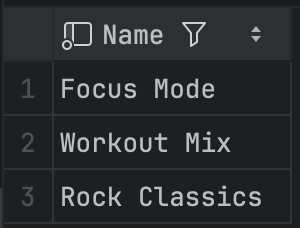 Name
1 Focus Mode
2 Workout Mix
3 Rock Classics